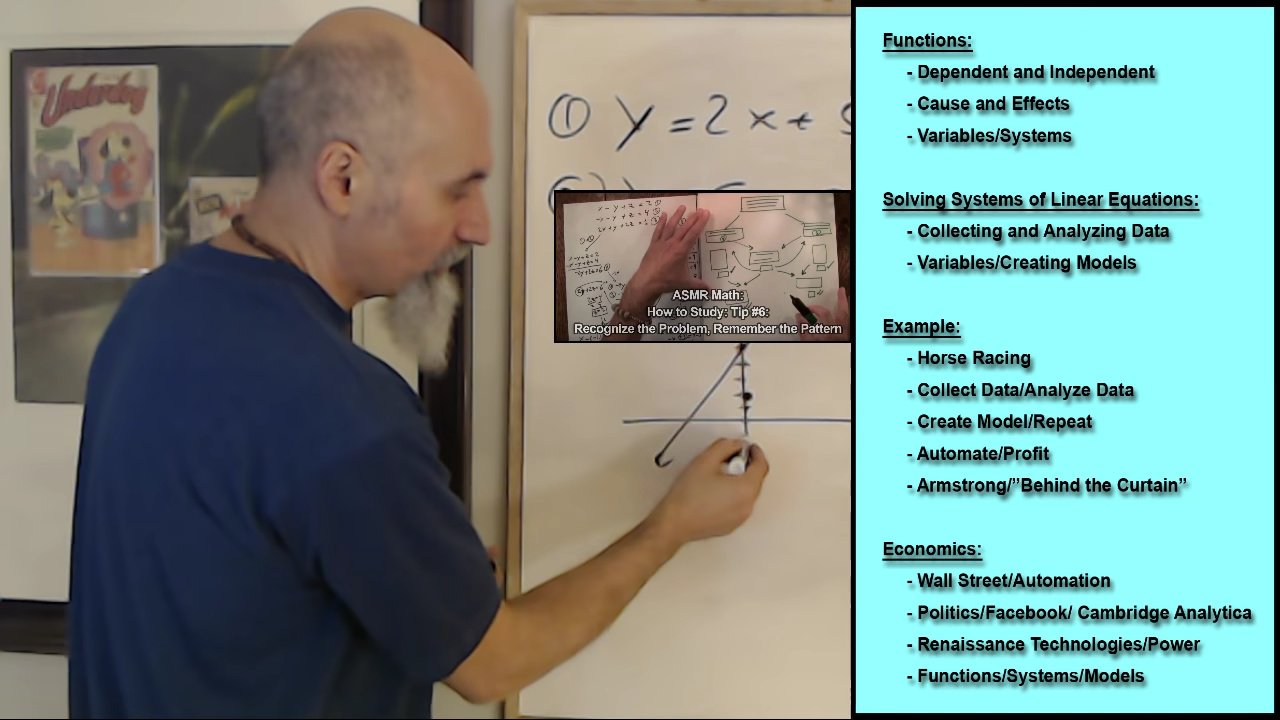 Underdog
① y = 2x +
x - y + z = 2 ①
ASMR Math:
How to Study: Tip #6:
Recognize the Problem, Remember the Pattern
Functions:
- Dependent and Independent
- Cause and Effects
- Variables/Systems
Solving Systems of Linear Equations:
- Collecting and Analyzing Data
- Variables/Creating Models
Example:
- Horse Racing
- Collect Data/Analyze Data
- Create Model/Repeat
- Automate/Profit
- Armstrong/”Behind the Curtain”
Economics:
- Wall Street/Automation
- Politics/Facebook/ Cambridge Analytica
- Renaissance Technologies/Power
- Functions/Systems/Models